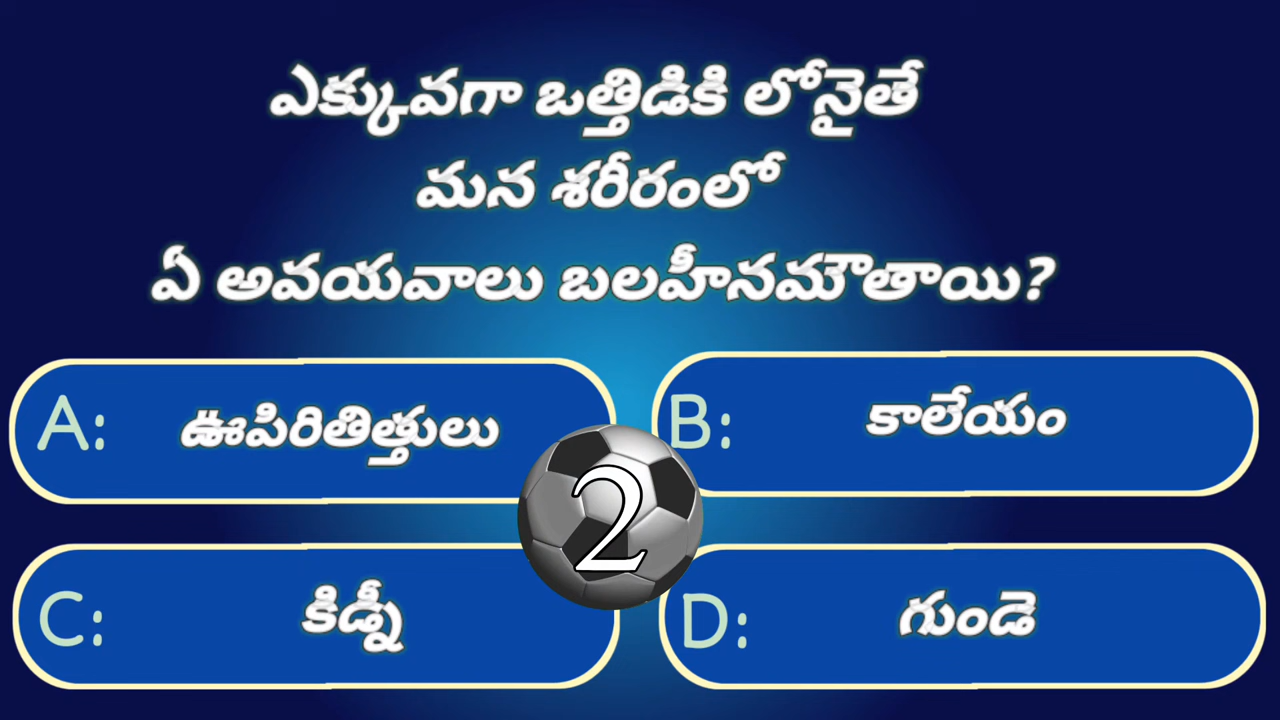 ఎక్కువగా ఒత్తిడికి లోనైతే
మన శరీరంలో
ఏ అవయవాలు బలహీనమౌతాయి?
A: ఊపిరితిత్తులు
B: కాలేయం
2
C: కిడ్నీ
D: గుండె